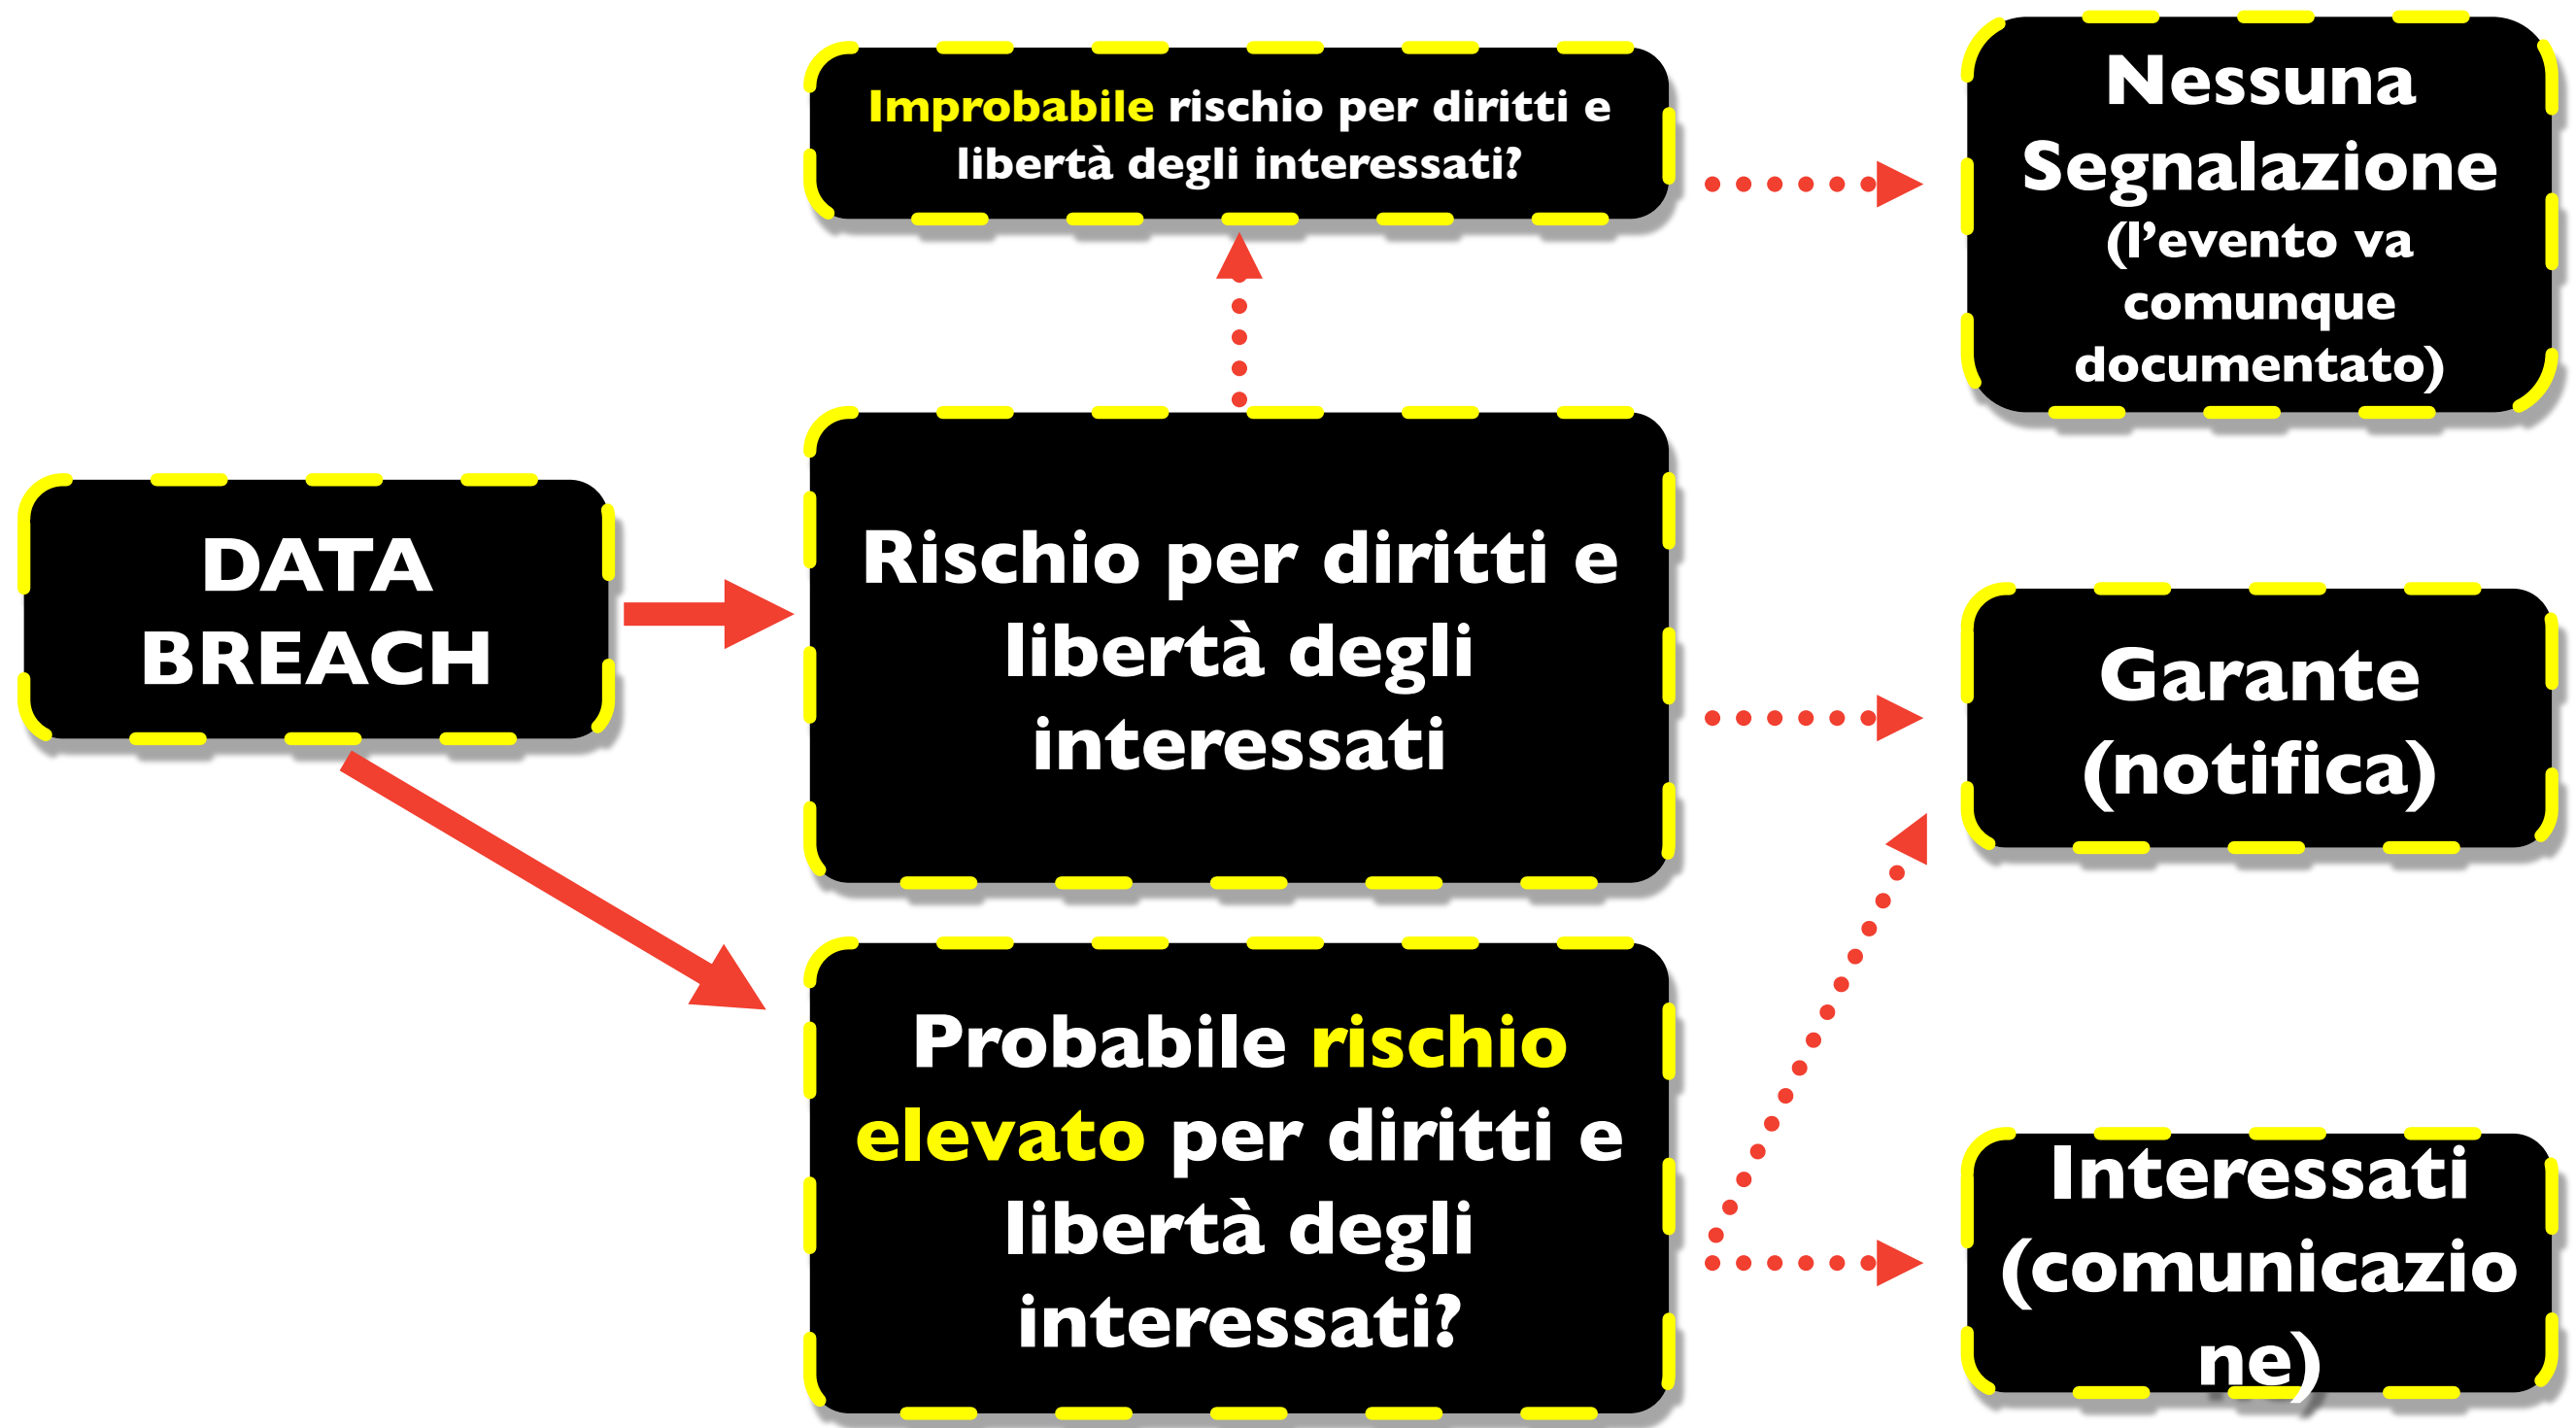 Improbabile rischio per diritti e
libertà degli interessati?
Nessuna
Segnalazione
(l’evento va
comunque
documentato)
DATA
BREACH
Rischio per diritti e
libertà degli
interessati
Garante
(notifica)
Probabile rischio
elevato per diritti e
libertà degli
interessati?
Interessati
(comunicazio
ne)